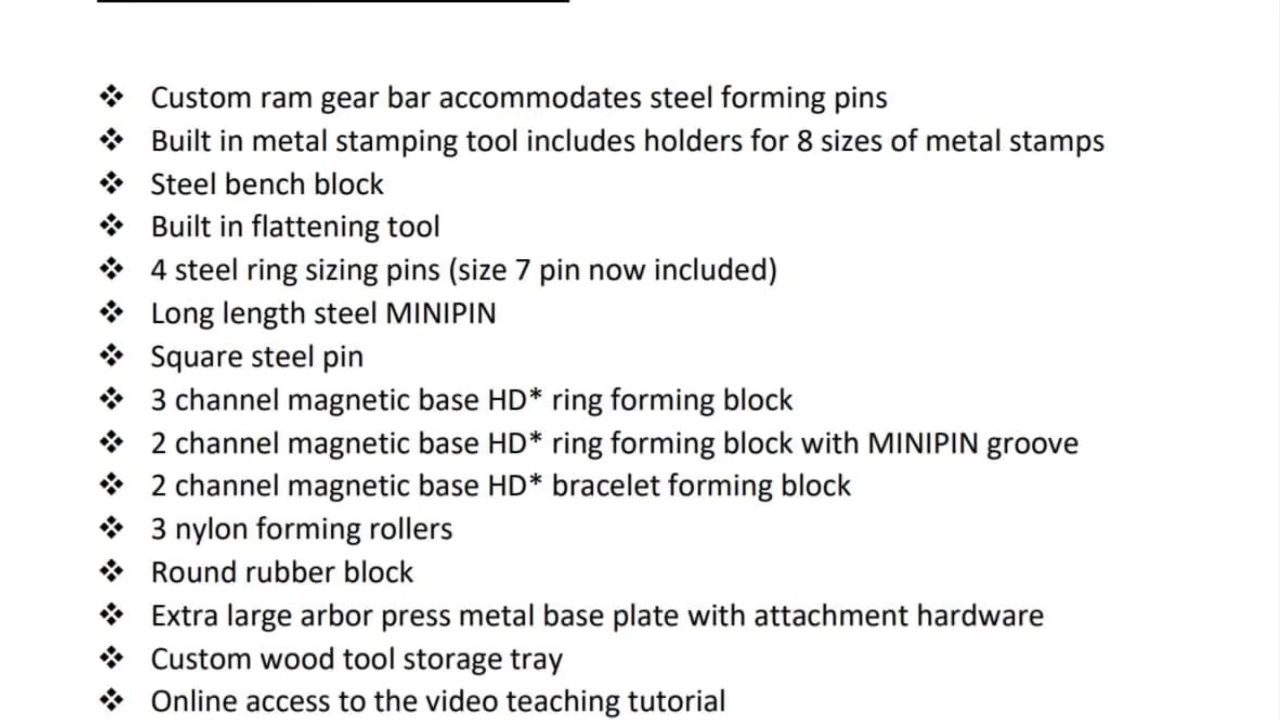 ❖ Custom ram gear bar accommodates steel forming pins
❖ Built in metal stamping tool includes holders for 8 sizes of metal stamps
❖ Steel bench block
❖ Built in flattening tool
❖ 4 steel ring sizing pins (size 7 pin now included)
❖ Long length steel MINIPIN
❖ Square steel pin
❖ 3 channel magnetic base HD* ring forming block
❖ 2 channel magnetic base HD* ring forming block with MINIPIN groove
❖ 2 channel magnetic base HD* bracelet forming block
❖ 3 nylon forming rollers
❖ Round rubber block
❖ Extra large arbor press metal base plate with attachment hardware
❖ Custom wood tool storage tray
❖ Online access to the video teaching tutorial